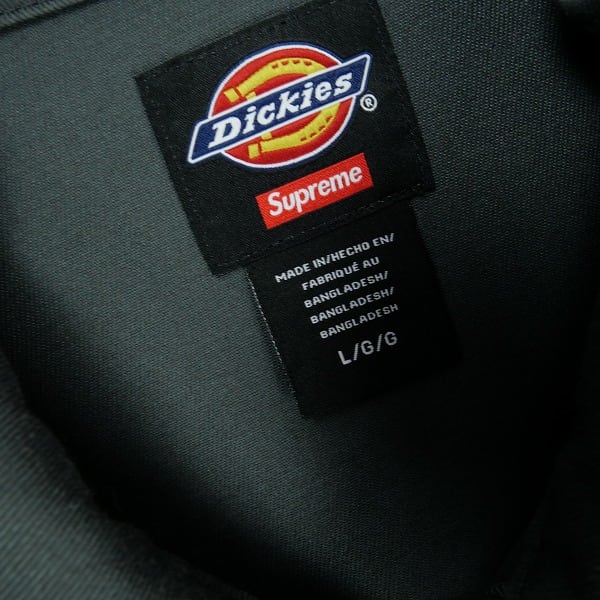 Dickies®
Supreme
MADE IN/HECHO EN/
FABRIQUÉ AU
BANGLADESH/
BANGLADESH/
BANGLADESH
L/G/G